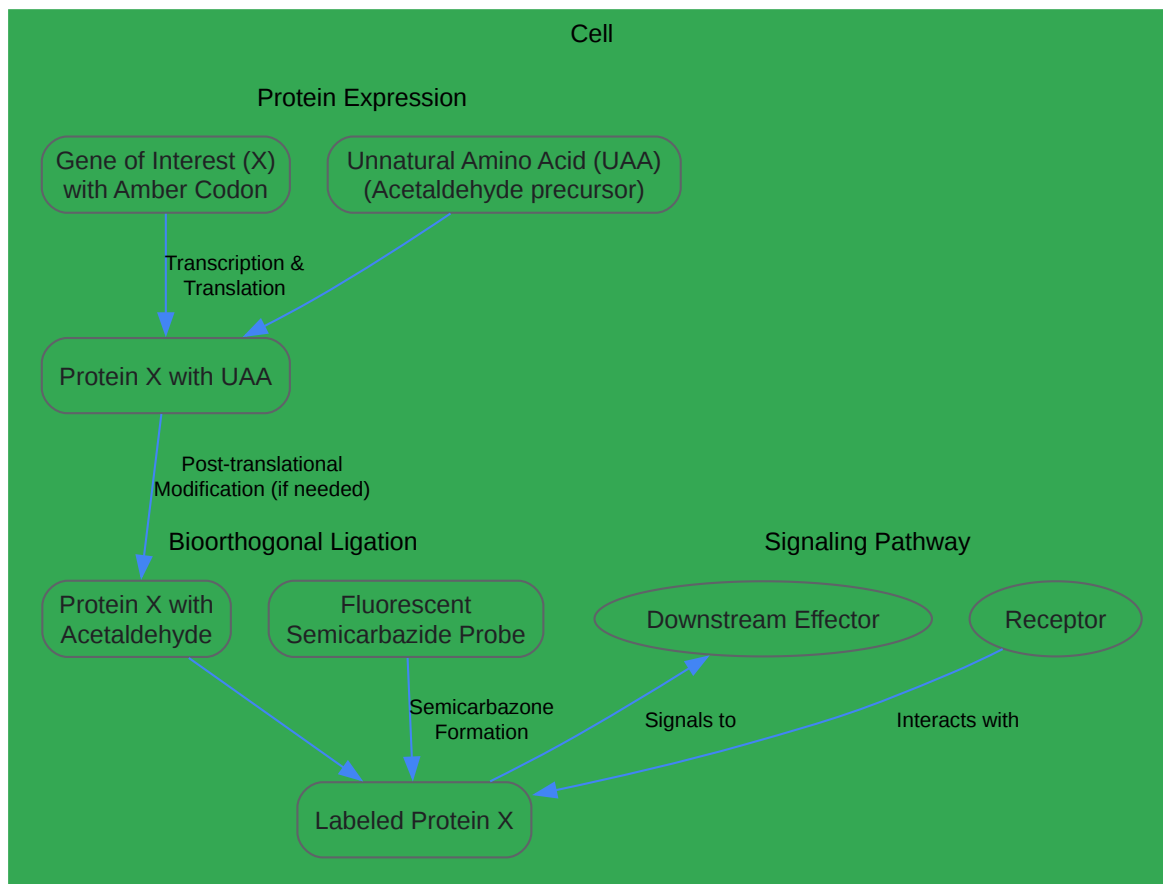 Cell
Protein Expression
Gene of Interest (X)
with Amber Codon
Unnatural Amino Acid (UAA)
(Acetaldehyde precursor)
Transcription &
Translation
Protein X with UAA
Post-translational
Modification (if needed)
Bioorthogonal Ligation
Signaling Pathway
Protein X with
Acetaldehyde
Fluorescent
Semicarbazide Probe
Downstream Effector
Receptor
Semicarbazone
Formation
Signals to
Interacts with
Labeled Protein X